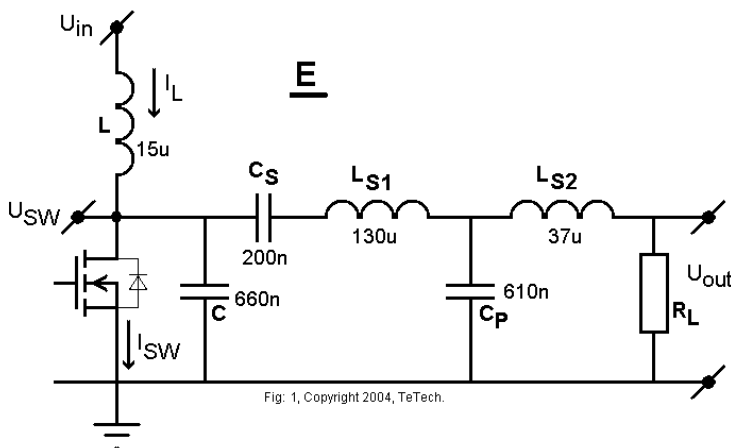 Uin
IL
E
L
15u
CS
LS1
LS2
USW
200n
130u
37u
660n
C
610n
CP
Uout
RL
ISW
Fig: 1, Copyright 2004, TeTech.